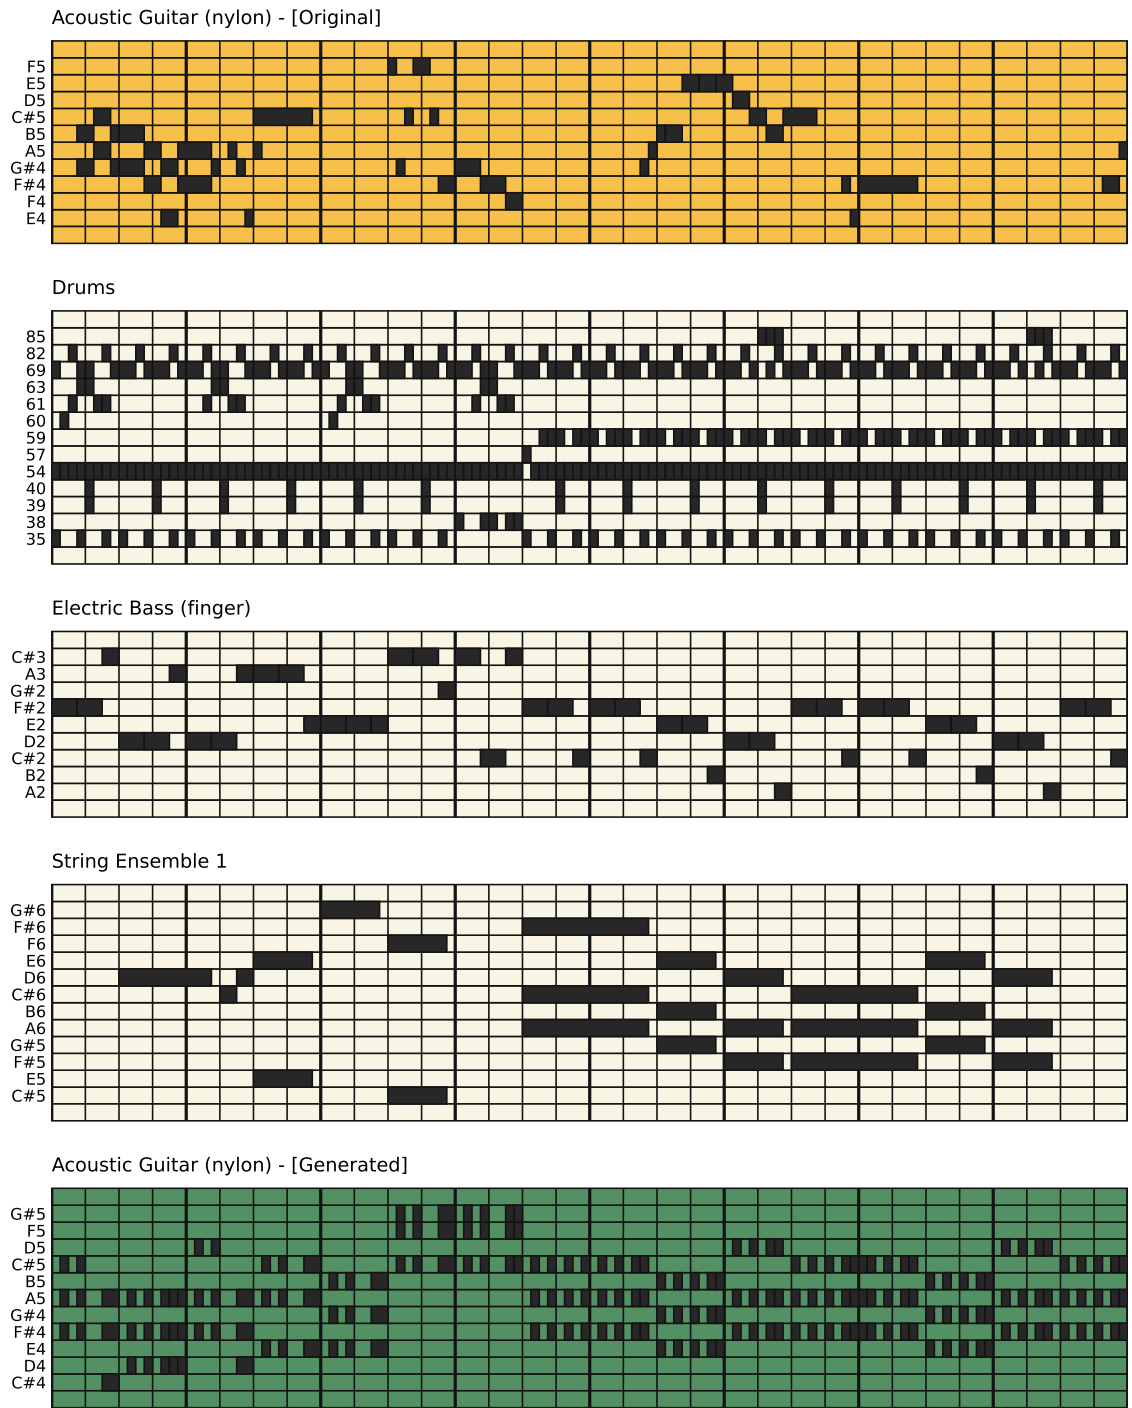 Acoustic Guitar (nylon) - [Original]
F5
E5
D5
C#5
B5
A5
G#4
F#4
F4
E4
Drums
85
82
69
63
61
60
59
57
54
40
39
38
35
Electric Bass (finger)
C#3
A3
G#2
F#2
E2
D2
C#2
B2
A2
String Ensemble 1
G#6
F#6
F6
E6
D6
C#6
B6
A6
G#5
F#5
E5
C#5
Acoustic Guitar (nylon) - [Generated]
G#5
F5
D5
C#5
B5
A5
G#4
F#4
E4
D4
C#4